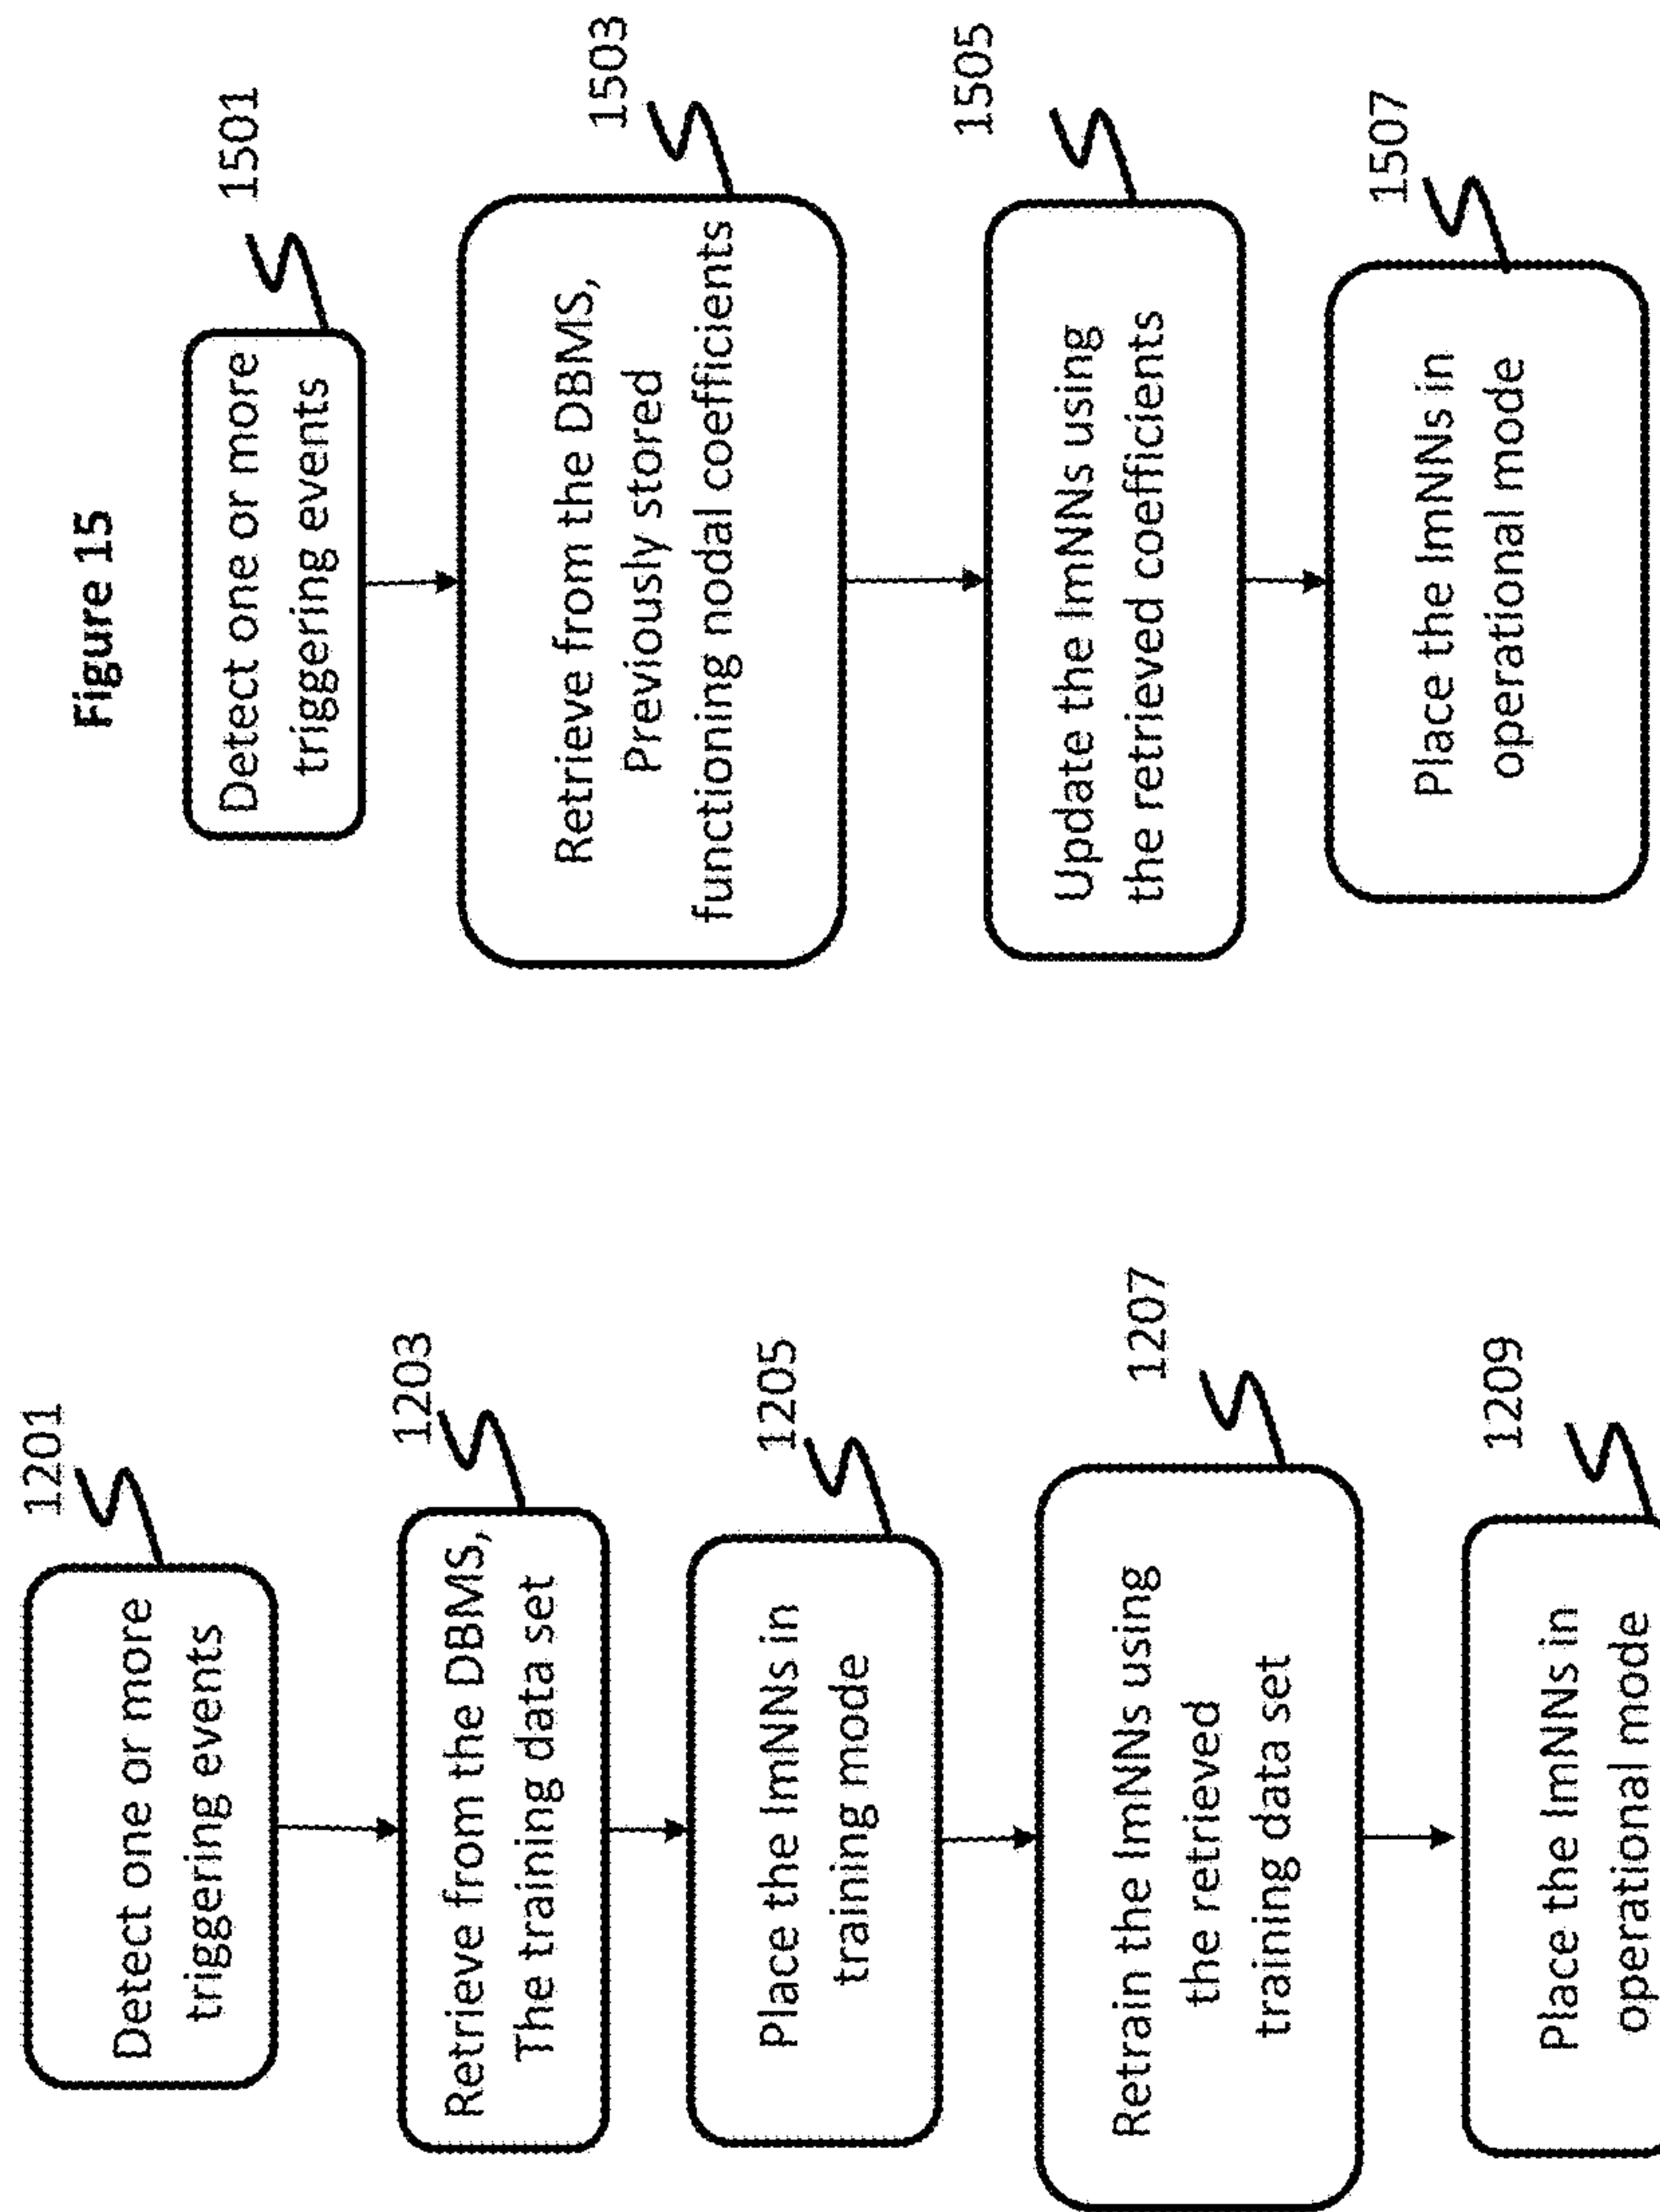 1201
Detect one or more
triggering events
1203
Retrieve from the DBMS,
The training data set
1205
Place the ImNNs in
training mode
1207
Retrain the ImNNs using
the retrieved
training data set
1209
Place the ImNNs in
operational mode
Figure 15
1501
Detect one or more
triggering events
1503
Retrieve from the DBMS,
Previously stored
functioning nodal coefficients
1505
Update the ImNNs using
the retrieved coefficients
1507
Place the ImNNs in
operational mode